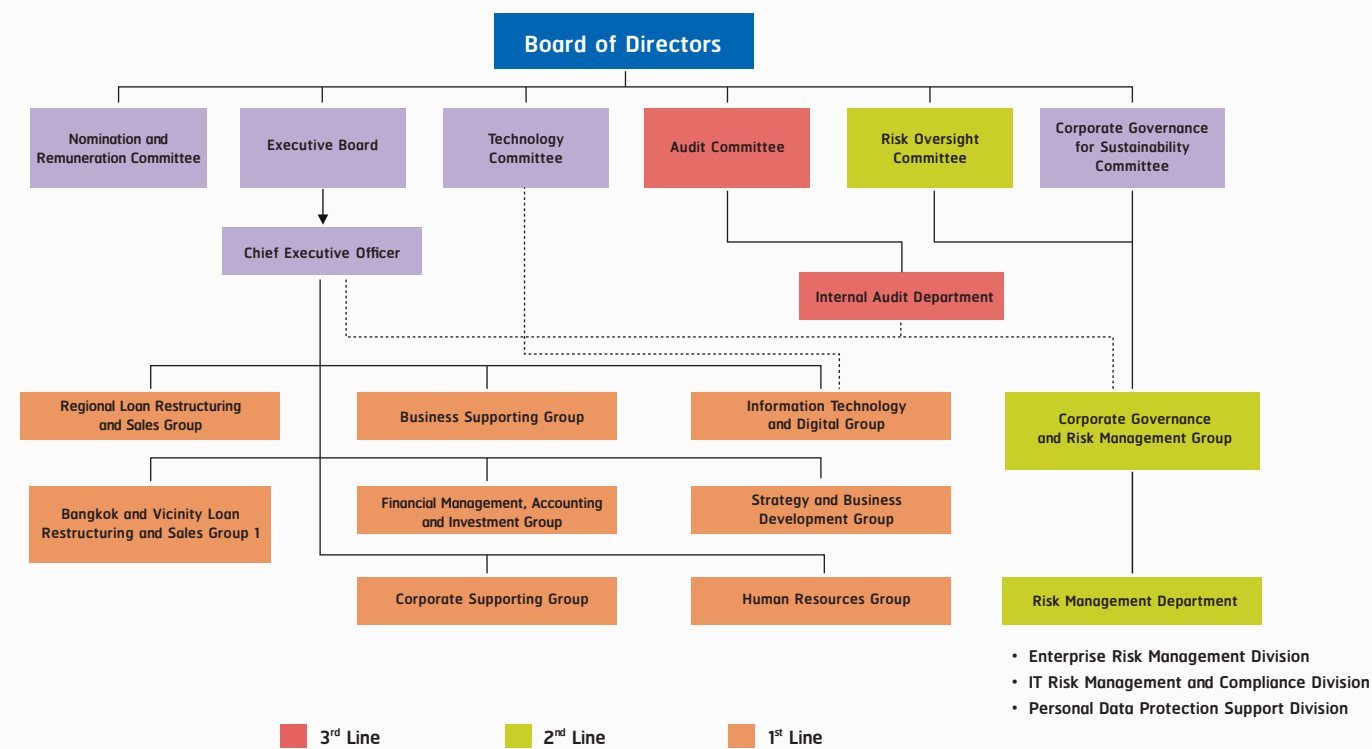 Board of Directors
Nomination and
Remuneration Committee
Executive Board
Technology
Committee
Audit Committee
Risk Oversight
Committee
Corporate Governance
for Sustainability
Committee
Chief Executive Officer
Internal Audit Department
Regional Loan Restructuring
and Sales Group
Business Supporting Group
Information Technology
and Digital Group
Corporate Governance
and Risk Management Group
Bangkok and Vicinity Loan
Restructuring and Sales Group 1
Financial Management, Accounting
and Investment Group
Strategy and Business
Development Group
Corporate Supporting Group
Human Resources Group
Risk Management Department
• Enterprise Risk Management Division
• IT Risk Management and Compliance Division
• Personal Data Protection Support Division
3rd Line
2nd Line
1st Line